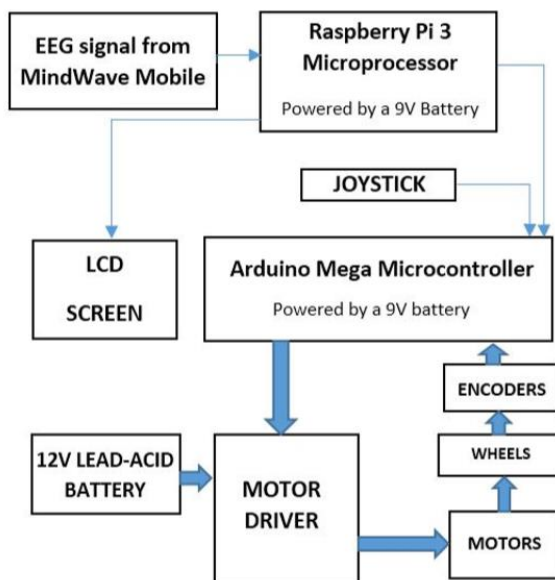 EEG signal from
MindWave Mobile
Raspberry Pi 3
Microprocessor
Powered by a 9V Battery
JOYSTICK
LCD
SCREEN
Arduino Mega Microcontroller
Powered by a 9V battery
ENCODERS
12V LEAD-ACID
BATTERY
MOTOR
DRIVER
WHEELS
MOTORS